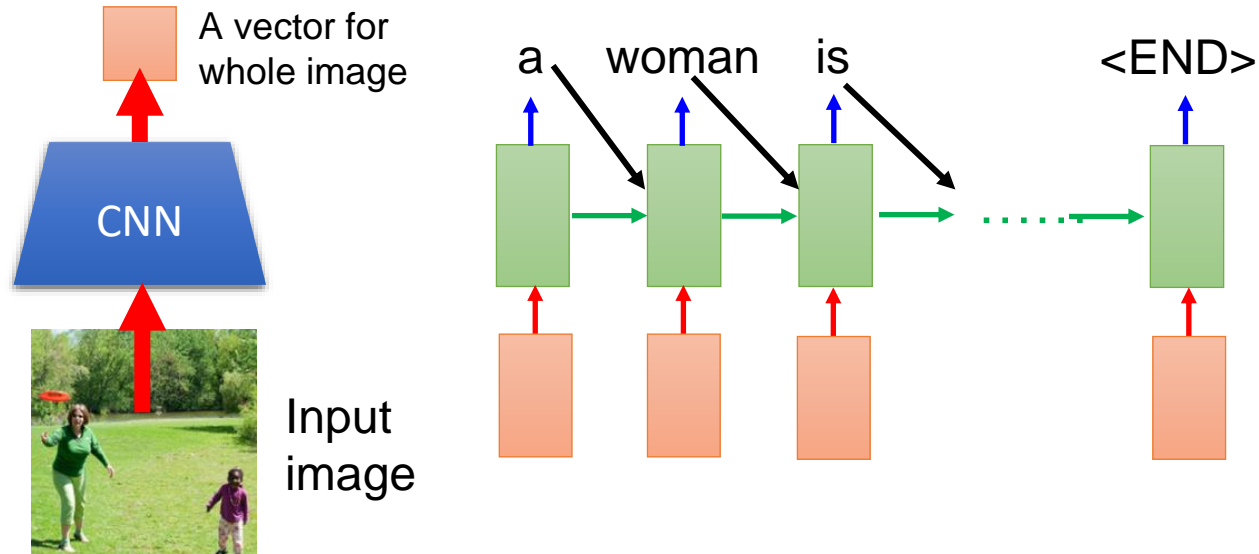 A vector for
whole image
CNN
Input
image
a woman is <END>
......